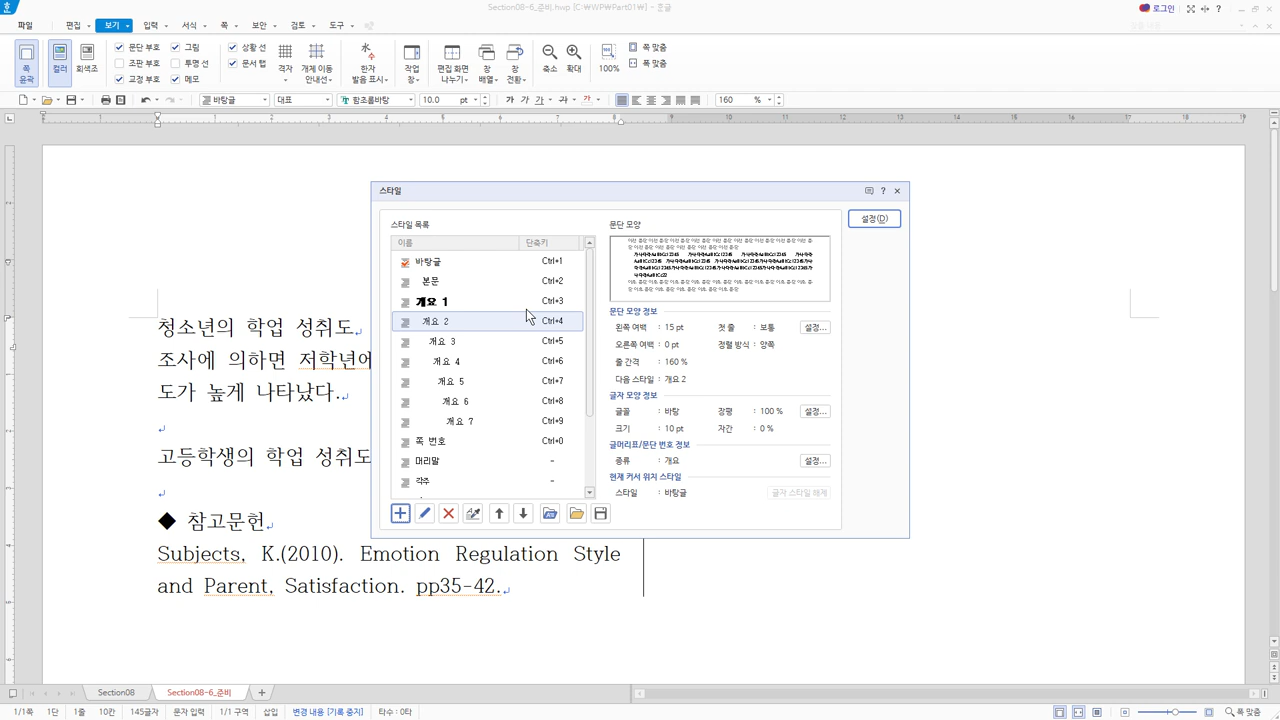 Section08-6_준비.hwp [C:\WP\Part01\] - 훈글
로그인
파일 편집 보기 입력 서식 쪽 보안 검토 도구
쪽 윤곽
컬러
회색조
문단 부호
조판 부호
교정 부호
그림
투명 선
메모
상황 선
문서 탭
격자
개체 이동 안내선
한자 발음 표시
작업 창
편집 화면 나누기
창 배열
창 전환
축소
확대
100%
쪽 맞춤
폭 맞춤
바탕글 대표 함초롬바탕 10.0 pt 가 가 가 가 가 160 %
청소년의 학업 성취도
조사에 의하면 저학년에
도가 높게 나타났다.
고등학생의 학업 성취도
◆ 참고문헌
Subjects, K.(2010). Emotion Regulation Style
and Parent, Satisfaction. pp35-42.
스타일
설정(D)
스타일 목록
이름 단축키
바탕글 Ctrl+1
본문 Ctrl+2
개요 1 Ctrl+3
개요 2 Ctrl+4
개요 3 Ctrl+5
개요 4 Ctrl+6
개요 5 Ctrl+7
개요 6 Ctrl+8
개요 7 Ctrl+9
쪽 번호 Ctrl+0
머리말 -
각주 -
문단 모양
문단 모양 정보
왼쪽 여백 : 15 pt 첫 줄 : 보통 설정...
오른쪽 여백 : 0 pt 정렬 방식 : 양쪽
줄 간격 : 160 %
다음 스타일 : 개요 2
글자 모양 정보
글꼴 : 바탕 장평 : 100 % 설정...
크기 : 10 pt 자간 : 0 %
글머리표/문단 번호 정보
종류 : 개요 설정...
현재 커서 위치 스타일
스타일 : 바탕글 글자 스타일 해제
Section08 Section08-6_준비
1/1쪽 1단 1줄 10칸 145글자 문자 입력 1/1 구역 삽입 변경 내용 [기록 중지] 타수 : 0타 폭 맞춤